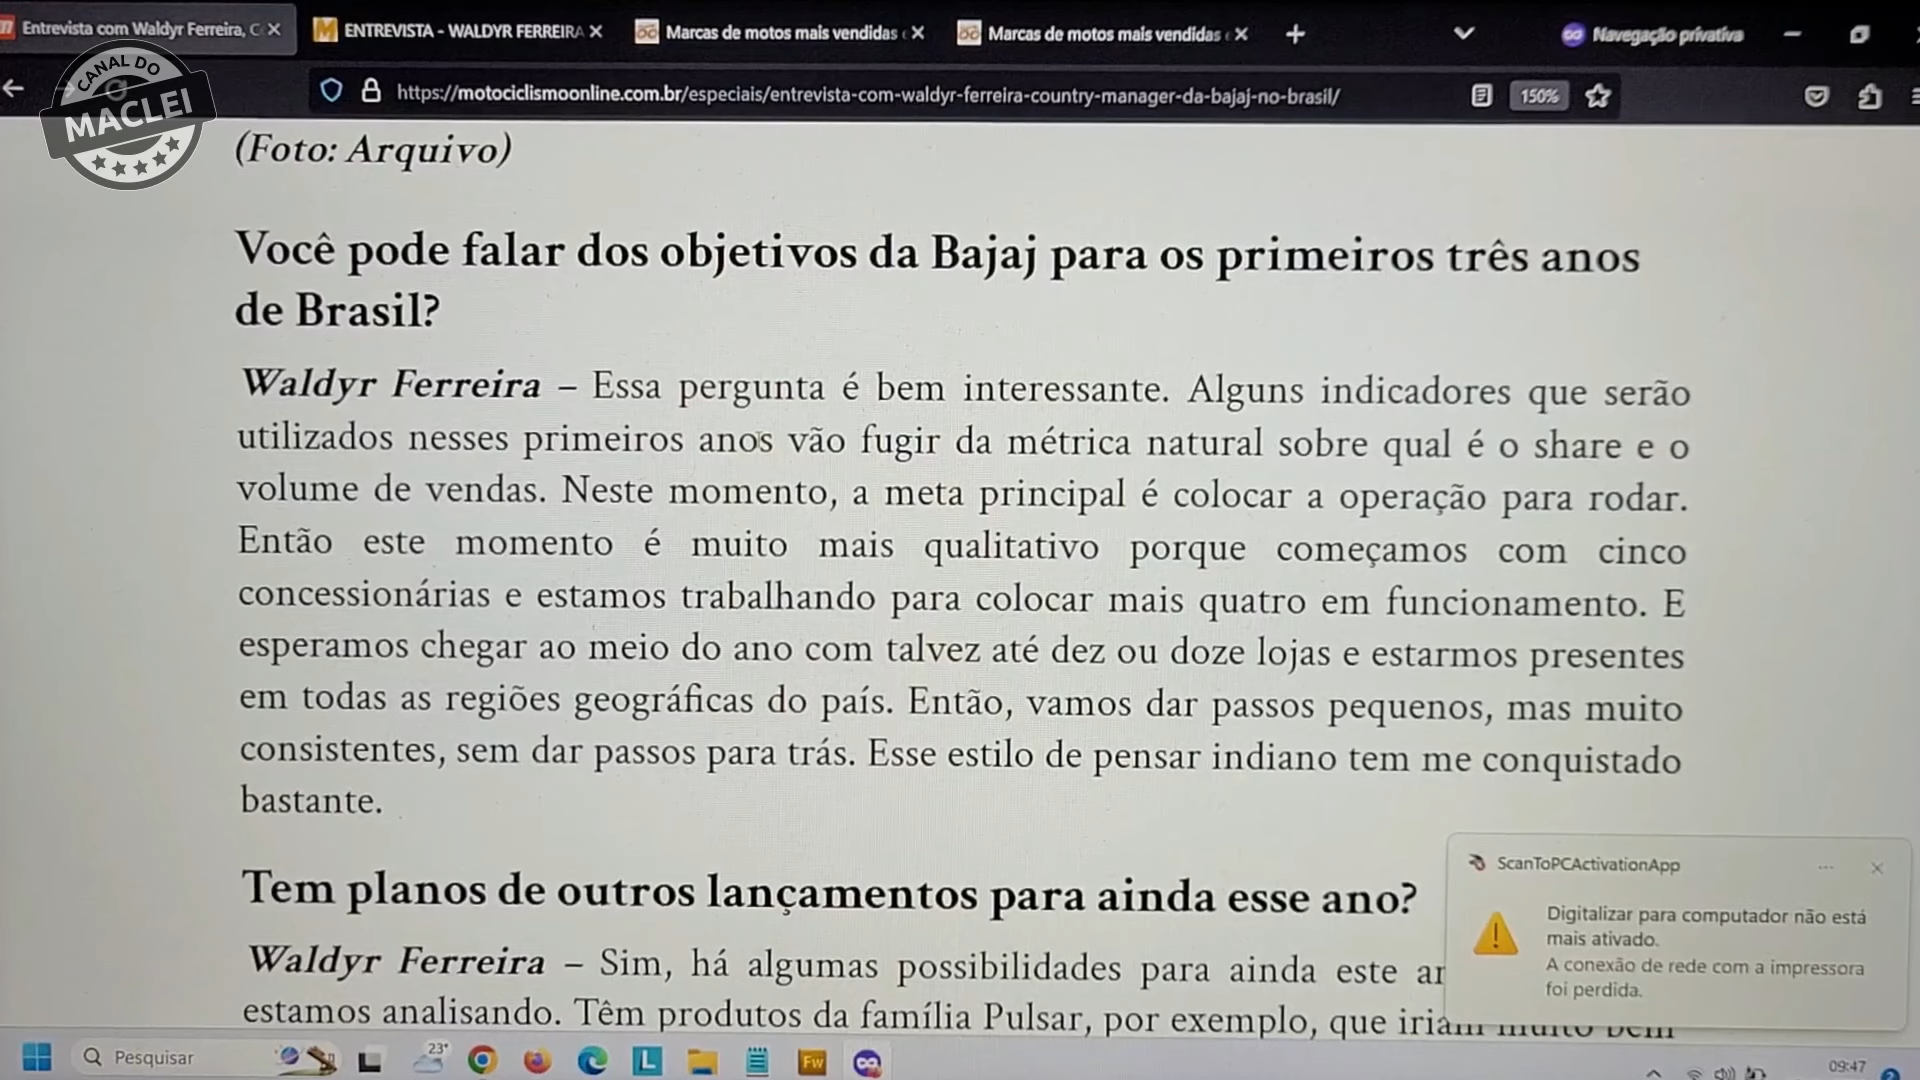 Entrevista com Waldyr Ferreira, C
ENTREVISTA - WALDYR FERREIRA
Marcas de motos mais vendidas
Marcas de motos mais vendidas
Navegação privativa
https://motociclismoonline.com.br/especiais/entrevista-com-waldyr-ferreira-country-manager-da-bajaj-no-brasil/
150%
CANAL DO
MACLEI
(Foto: Arquivo)
Você pode falar dos objetivos da Bajaj para os primeiros três anos
de Brasil?
Waldyr Ferreira – Essa pergunta é bem interessante. Alguns indicadores que serão
utilizados nesses primeiros anos vão fugir da métrica natural sobre qual é o share e o
volume de vendas. Neste momento, a meta principal é colocar a operação para rodar.
Então este momento é muito mais qualitativo porque começamos com cinco
concessionárias e estamos trabalhando para colocar mais quatro em funcionamento. E
esperamos chegar ao meio do ano com talvez até dez ou doze lojas e estarmos presentes
em todas as regiões geográficas do país. Então, vamos dar passos pequenos, mas muito
consistentes, sem dar passos para trás. Esse estilo de pensar indiano tem me conquistado
bastante.
Tem planos de outros lançamentos para ainda esse ano?
Waldyr Ferreira – Sim, há algumas possibilidades para ainda este
estamos analisando. Têm produtos da família Pulsar, por exemplo, que iriam muito bem
ScanToPCActivationApp
Digitalizar para computador não está
mais ativado.
A conexão de rede com a impressora
foi perdida.
Pesquisar
23°
L
Fw
09:47
2